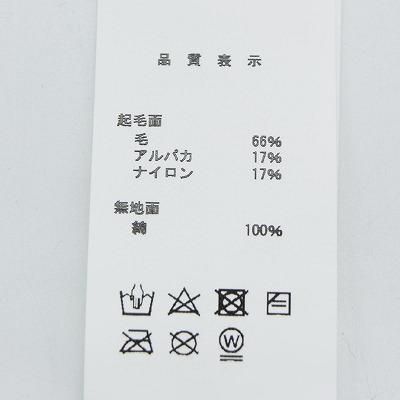 品質表示
起毛面
毛 66%
アルパカ 17%
ナイロン 17%
無地面
綿 100%
W